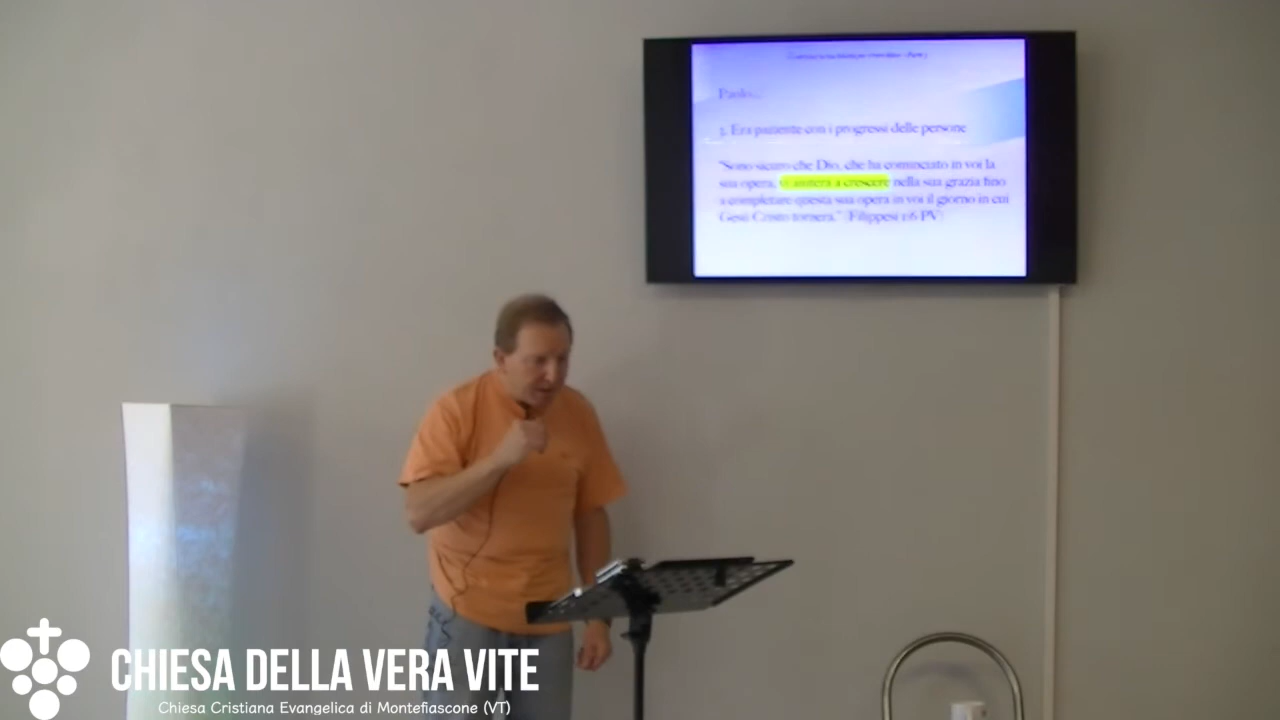 Paolo...
3. Era paziente con i progressi delle persone
"Sono sicuro che Dio, che ha cominciato in voi la
sua opera, vi aiuterà a crescere nella sua grazia fino
a completare questa sua opera in voi il giorno in cui
Gesù Cristo tornerà." (Filippesi 1:6 PV)
CHIESA DELLA VERA VITE
Chiesa Cristiana Evangelica di Montefiascone (VT)